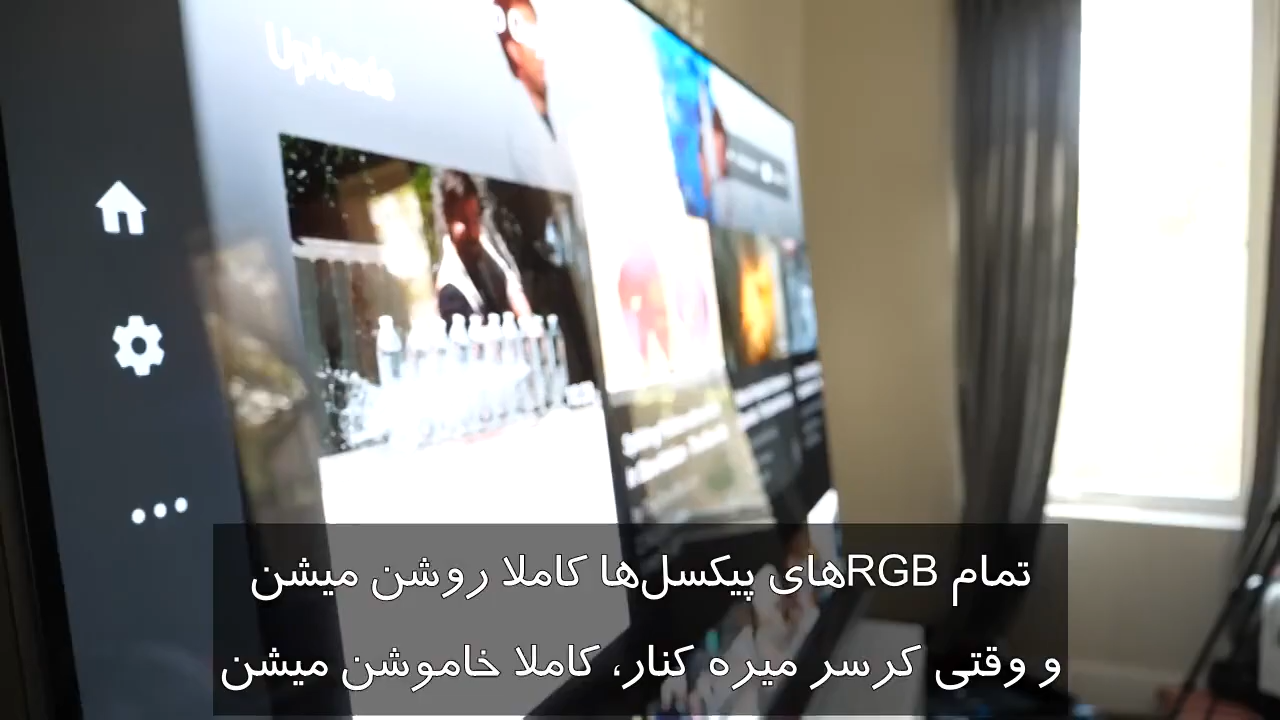 Uploads
تمام RGBهای پیکسل‌ها کاملا روشن میشن
و وقتی کرسر میره کنار، کاملا خاموشن میشن